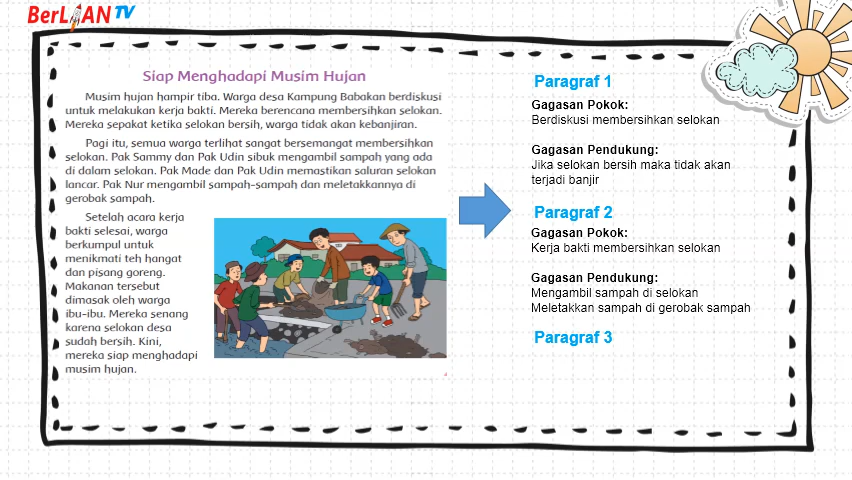 BerLIAN TV
Siap Menghadapi Musim Hujan
Musim hujan hampir tiba. Warga desa Kampung Babakan berdiskusi
untuk melakukan kerja bakti. Mereka berencana membersihkan selokan.
Mereka sepakat ketika selokan bersih, warga tidak akan kebanjiran.
Pagi itu, semua warga terlihat sangat bersemangat membersihkan
selokan. Pak Sammy dan Pak Udin sibuk mengambil sampah yang ada
di dalam selokan. Pak Made dan Pak Udin memastikan saluran selokan
lancar. Pak Nur mengambil sampah-sampah dan meletakkannya di
gerobak sampah.
Setelah acara kerja
bakti selesai, warga
berkumpul untuk
menikmati teh hangat
dan pisang goreng.
Makanan tersebut
dimasak oleh warga
ibu-ibu. Mereka senang
karena selokan desa
sudah bersih. Kini,
mereka siap menghadapi
musim hujan.
Paragraf 1
Gagasan Pokok:
Berdiskusi membersihkan selokan
Gagasan Pendukung:
Jika selokan bersih maka tidak akan
terjadi banjir
Paragraf 2
Gagasan Pokok:
Kerja bakti membersihkan selokan
Gagasan Pendukung:
Mengambil sampah di selokan
Meletakkan sampah di gerobak sampah
Paragraf 3